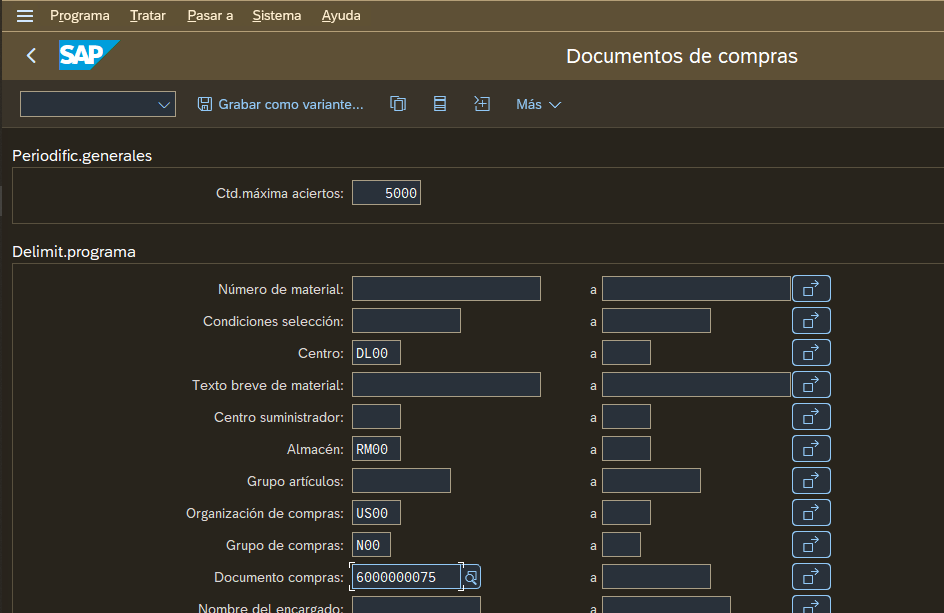 Programa Tratar Pasar a Sistema Ayuda
SAP Documentos de compras
Grabar como variante... Más
Periodific.generales
Ctd.máxima aciertos: 5000
Delimit.programa
Número de material: a
Condiciones selección: a
Centro: DL00 a
Texto breve de material: a
Centro suministrador: a
Almacén: RM00 a
Grupo artículos: a
Organización de compras: US00 a
Grupo de compras: N00 a
Documento compras: 6000000075 a
Nombre del encargado: a